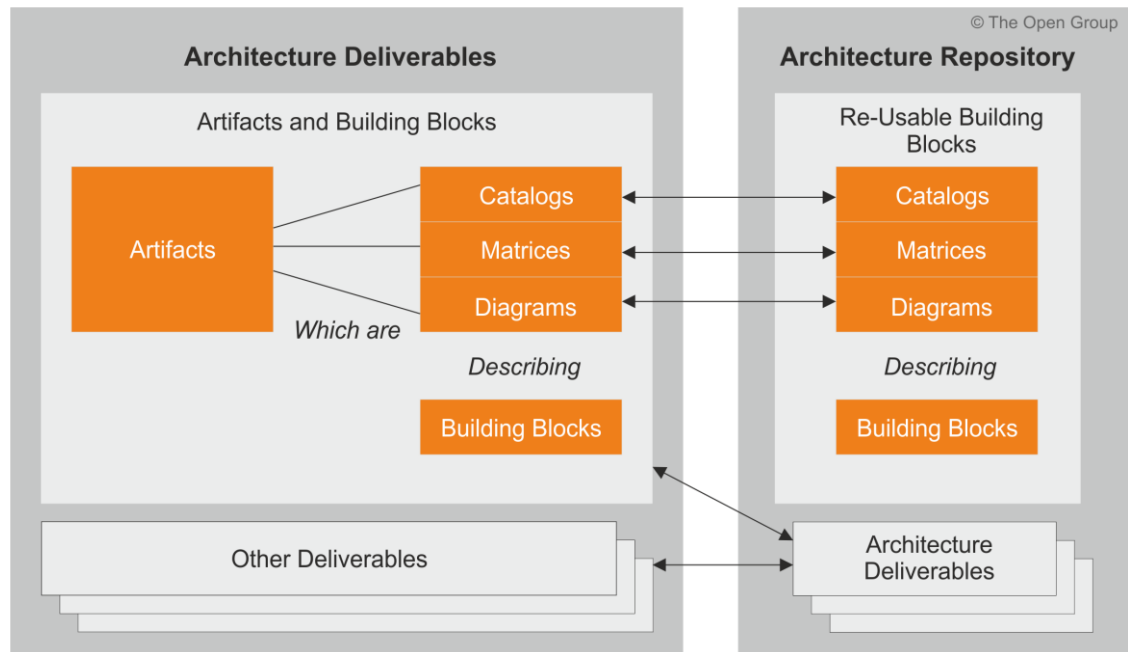 © The Open Group
Architecture Deliverables
Architecture Repository
Artifacts and Building Blocks
Re-Usable Building
Blocks
Artifacts
Catalogs
Matrices
Diagrams
Which are
Describing
Building Blocks
Catalogs
Matrices
Diagrams
Describing
Building Blocks
Other Deliverables
Architecture
Deliverables